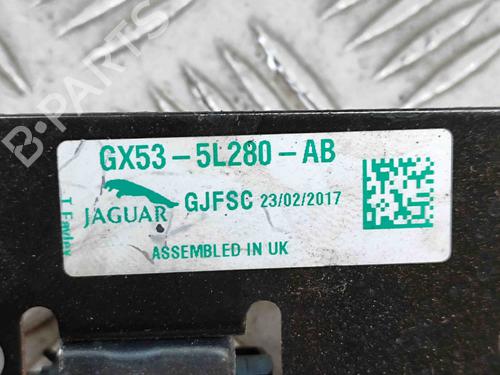 GX53-5L280-AB
JAGUAR
GJFSC 23/02/2017
ASSEMBLED IN UK
B-PARTS